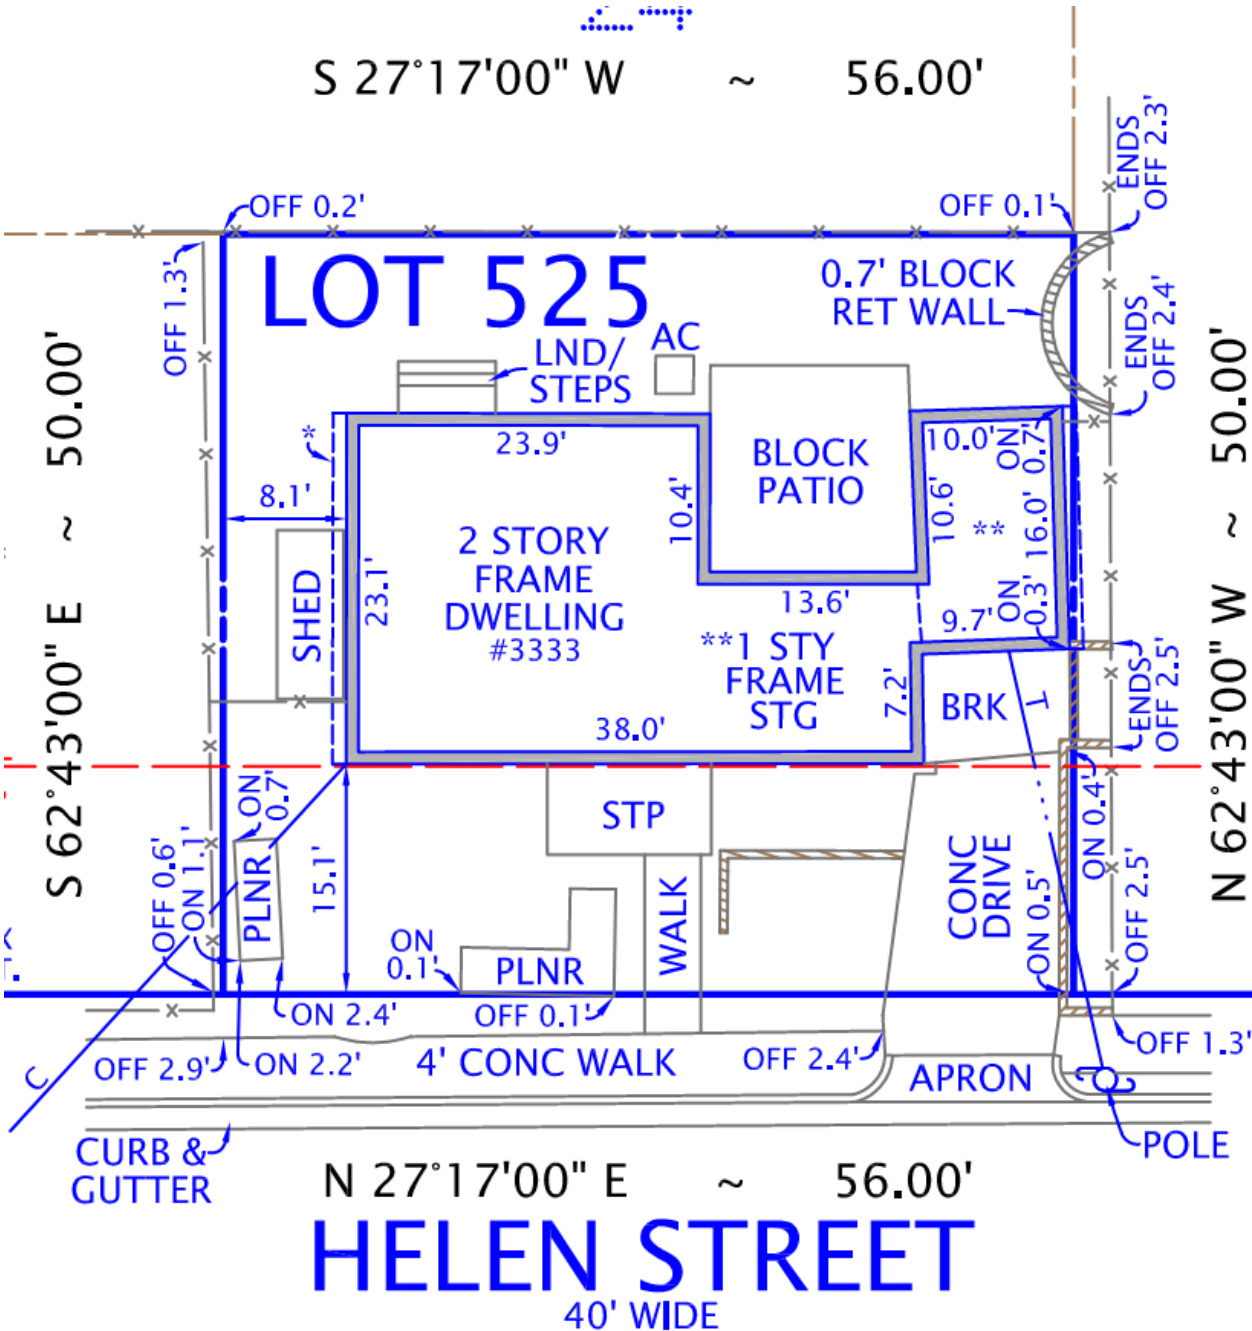 S 27°17'00" W ~ 56.00'
OFF 0.2'
OFF 0.1'
ENDS
OFF 2.3'
OFF 1.3'
LOT 525
0.7' BLOCK
RET WALL
ENDS
OFF 2.4'
LND/
STEPS
AC
S 62°43'00" E ~ 50.00'
N 62°43'00" W ~ 50.00'
*
23.9'
BLOCK
PATIO
10.0'
ON
0.7'
8.1'
10.4'
10.6'
**
16.0'
2 STORY
FRAME
DWELLING
#3333
23.1'
SHED
13.6'
9.7'
ON
0.3'
**1 STY
FRAME
STG
7.2'
BRK
T
ENDS
OFF 2.5'
38.0'
ON
0.7'
STP
ON 0.4'
OFF 0.6'
ON 1.1'
PLNR
15.1'
WALK
CONC
DRIVE
ON 0.5'
OFF 2.5'
ON
0.1'
PLNR
ON 2.4'
OFF 0.1'
OFF 2.9'
ON 2.2'
4' CONC WALK
OFF 2.4'
OFF 1.3'
C
APRON
CURB &
GUTTER
POLE
N 27°17'00" E ~ 56.00'
HELEN STREET
40' WIDE